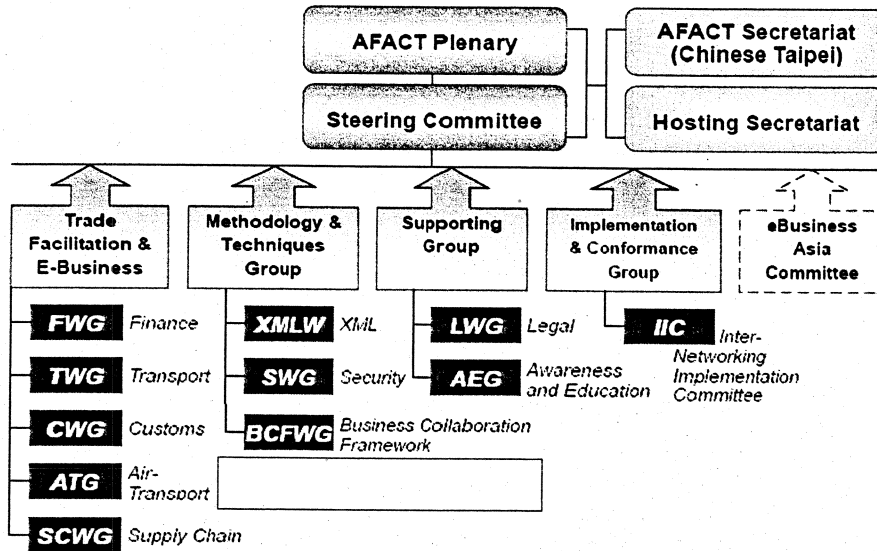 AFACT Plenary
AFACT Secretariat
(Chinese Taipei)
Steering Committee
Hosting Secretariat
Trade
Facilitation &
E-Business
Methodology &
Techniques
Group
Supporting
Group
Implementation
& Conformance
Group
eBusiness
Asia
Committee
FWG Finance
TWG Transport
CWG Customs
ATG Air-
Transport
SCWG Supply Chain
XMLW XML
SWG Security
BCFWG Business Collaboration
Framework
LWG Legal
AEG Awareness
and Education
IIC Inter-
Networking
Implementation
Committee